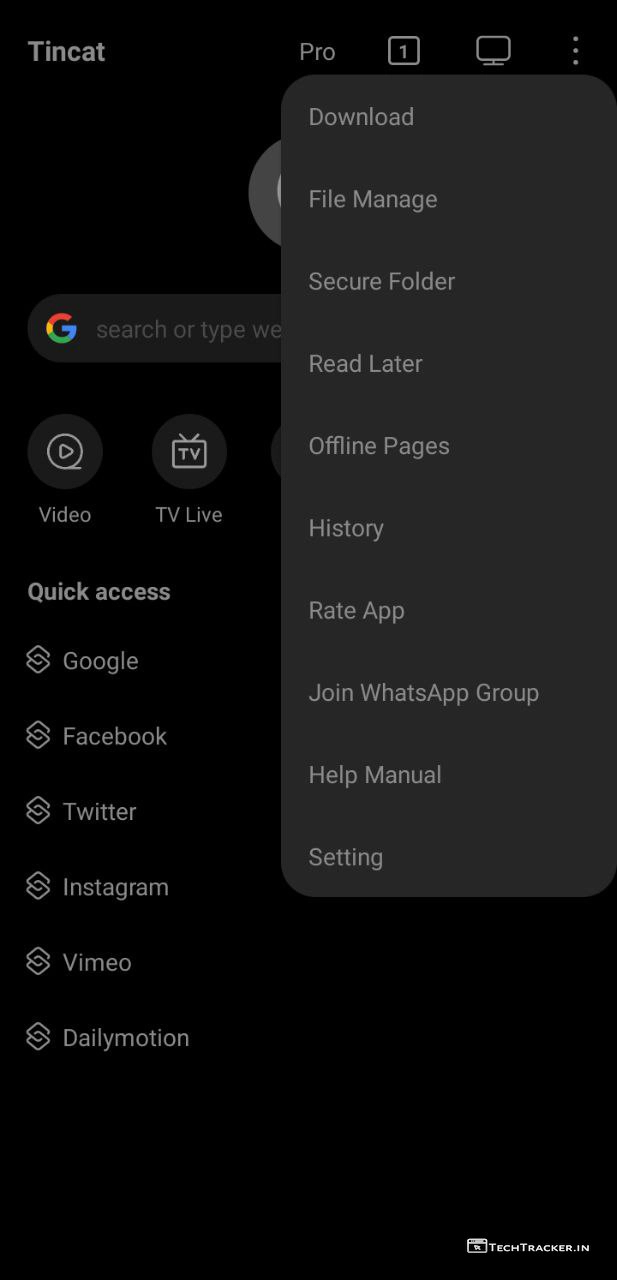 Tincat
Pro
1
Download
File Manage
Secure Folder
search or type we
Read Later
Offline Pages
TV
Video
TV Live
History
Quick access
Rate App
Google
Join WhatsApp Group
Facebook
Help Manual
Twitter
Setting
Instagram
Vimeo
Dailymotion
TECHTRACKER.IN